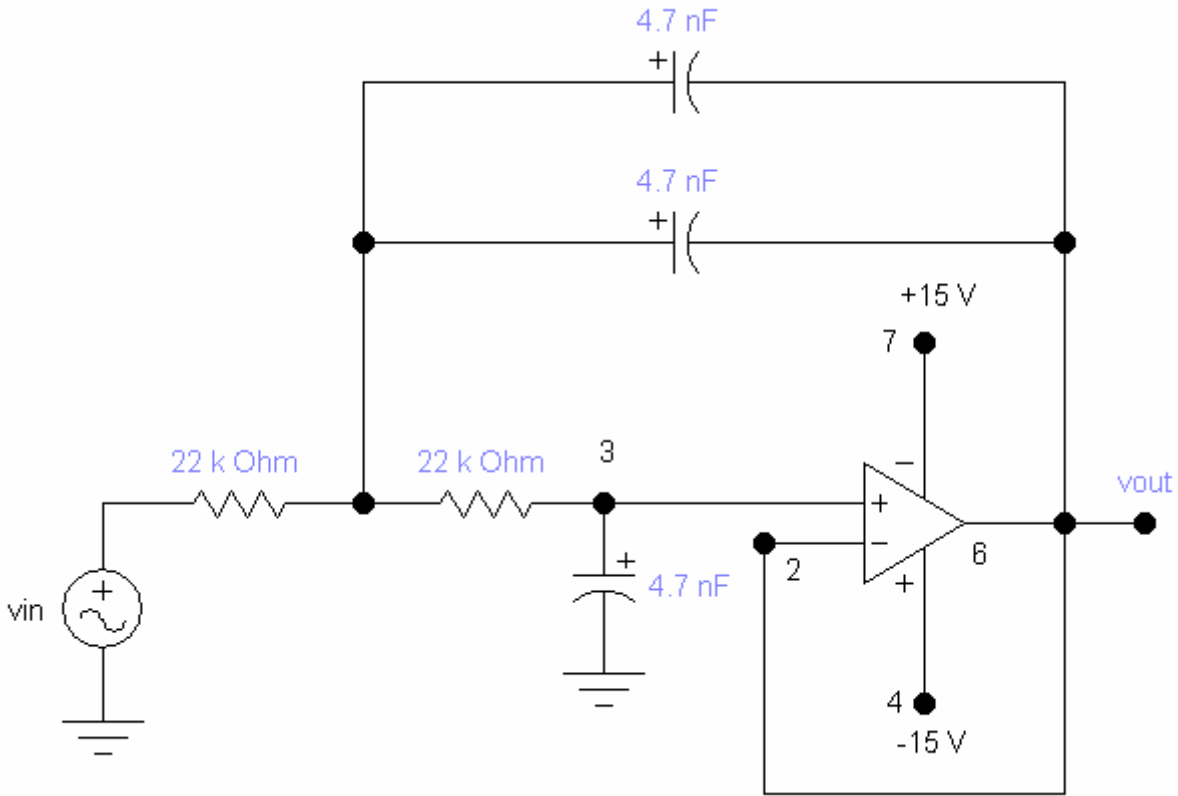 4.7 nF
+
4.7 nF
+
+15 V
7
22 k Ohm
22 k Ohm
3
−
vout
+
−
2
6
+
vin
+
+
4.7 nF
4
-15 V